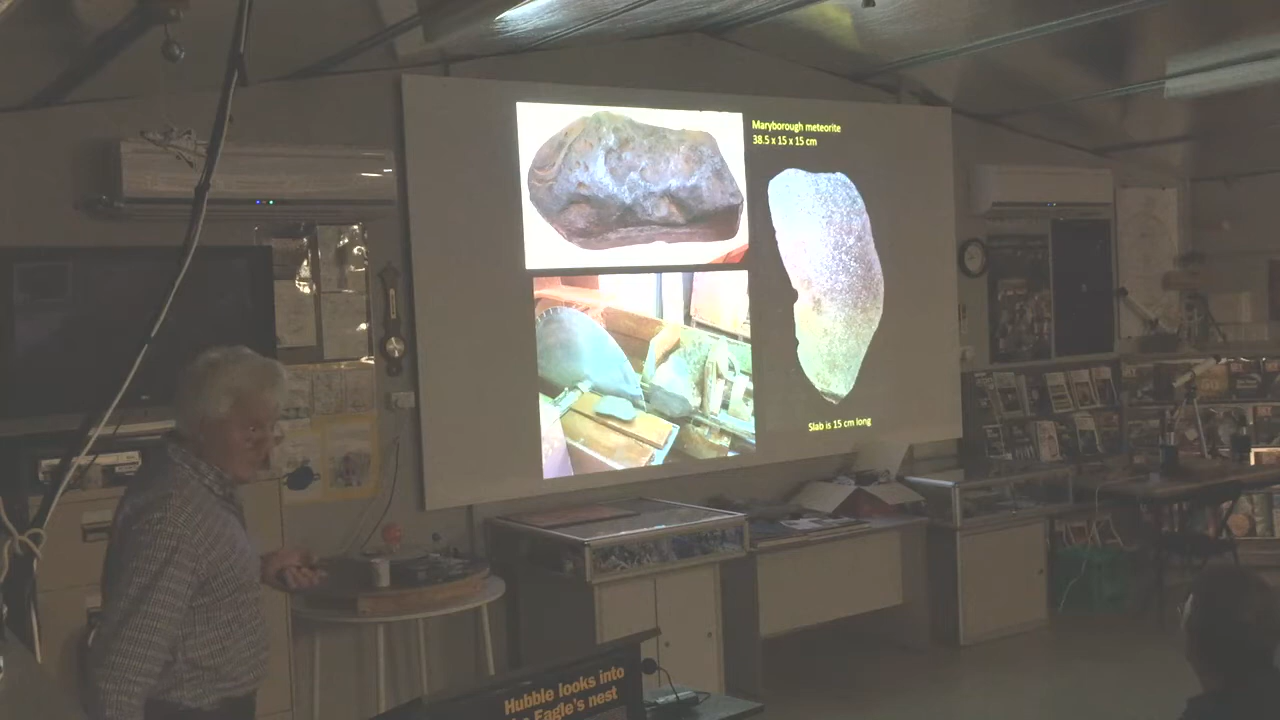 Maryborough meteorite
38.5 x 15 x 15 cm
Slab is 15 cm long
Hubble looks into
Eagle's nest